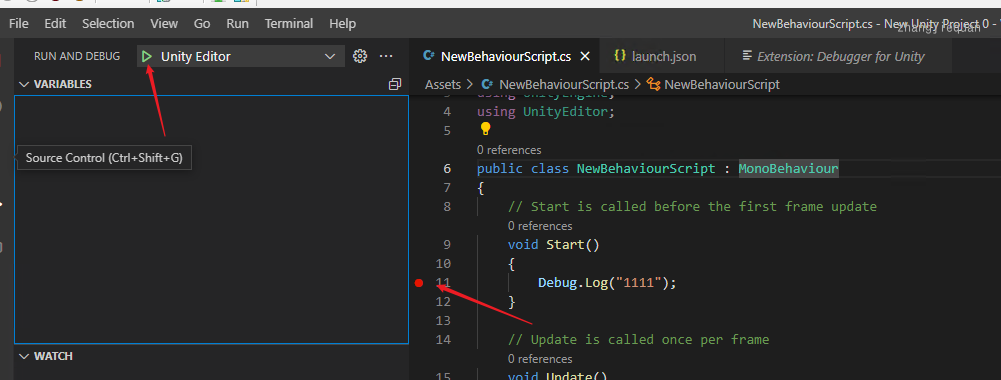 File Edit Selection View Go Run Terminal Help NewBehaviourScript.cs - New Unity Project 0 -
RUN AND DEBUG Unity Editor
NewBehaviourScript.cs launch.json Extension: Debugger for Unity
VARIABLES
Assets > NewBehaviourScript.cs > NewBehaviourScript
3 using UnityEngine;
4 using UnityEditor;
5
Source Control (Ctrl+Shift+G)
0 references
6 public class NewBehaviourScript : MonoBehaviour
7 {
8 // Start is called before the first frame update
0 references
9 void Start()
10 {
11 Debug.Log("1111");
12 }
13
14 // Update is called once per frame
WATCH
0 references
15 void Update()